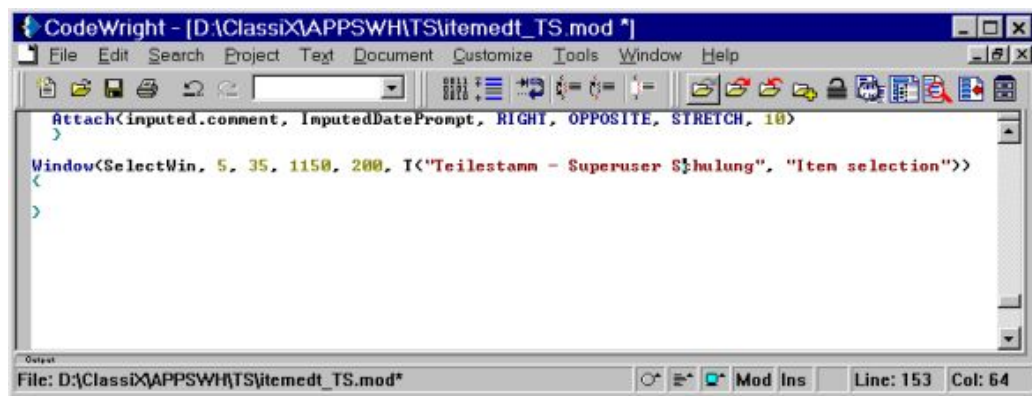 CodeWright - [D:\ClassiX\APPSWH\TS\itemedt_TS.mod *]
File Edit Search Project Text Document Customize Tools Window Help
Attach(imputed.comment, ImputedDatePrompt, RIGHT, OPPOSITE, STRETCH, 10)
}
Window(SelectWin, 5, 35, 1150, 200, T("Teilestamm - Superuser Schulung", "Item selection"))
{
}
Output
File: D:\ClassiX\APPSWH\TS\itemedt_TS.mod* Mod Ins Line: 153 Col: 64